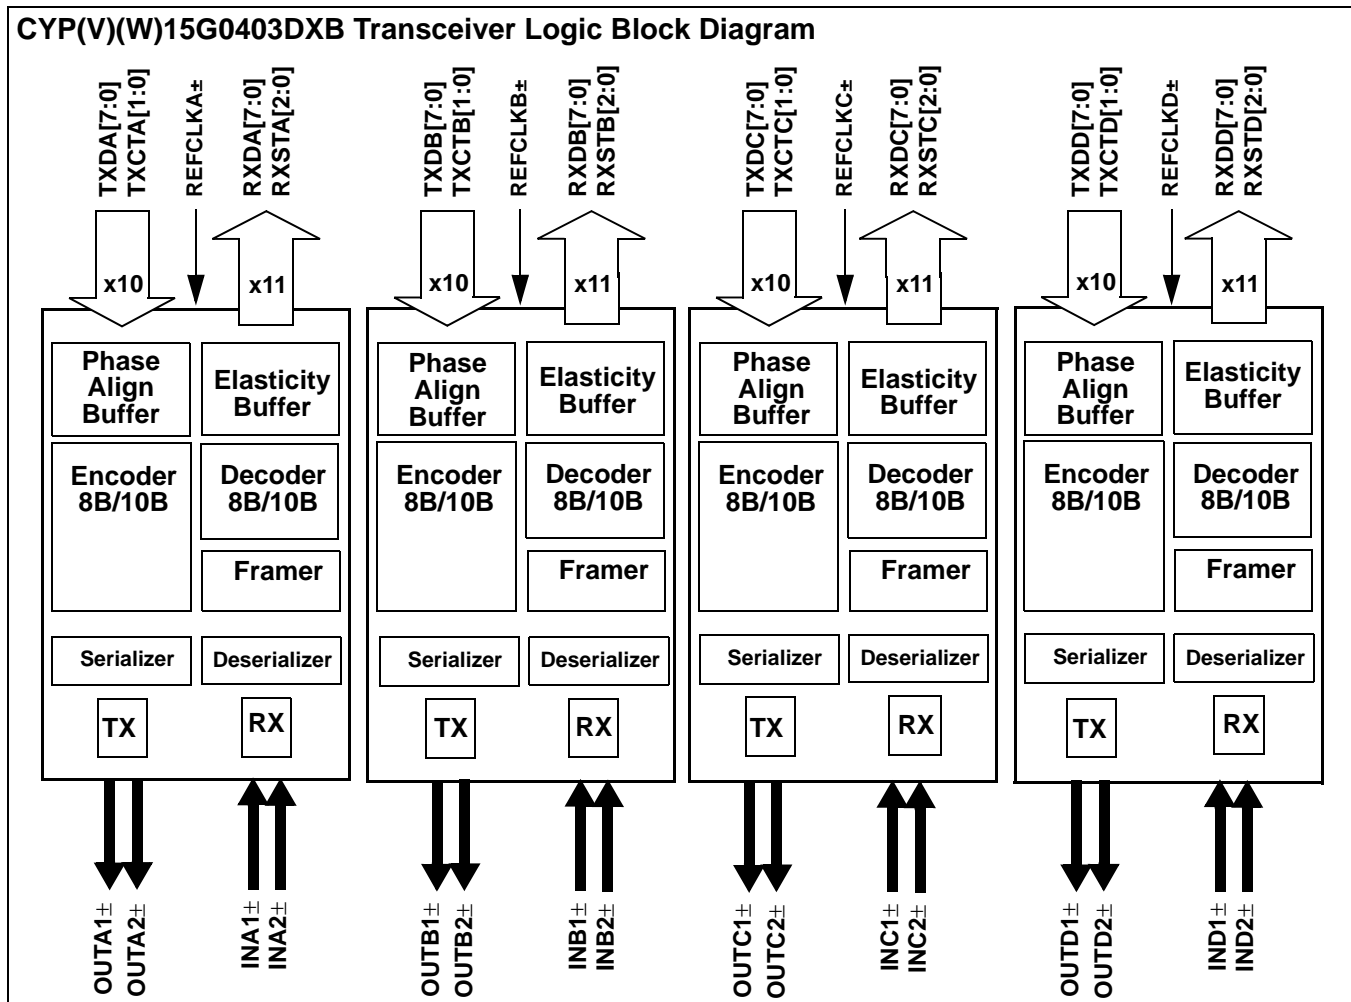 CYP(V)(W)15G0403DXB Transceiver Logic Block Diagram
TXDA[7:0]
TXCTA[1:0]
REFCLKA±
RXDA[7:0]
RXSTA[2:0]
TXDB[7:0]
TXCTB[1:0]
REFCLKB±
RXDB[7:0]
RXSTB[2:0]
TXDC[7:0]
TXCTC[1:0]
REFCLKC±
RXDC[7:0]
RXSTC[2:0]
TXDD[7:0]
TXCTD[1:0]
REFCLKD±
RXDD[7:0]
RXSTD[2:0]
x10
x11
x10
x11
x10
x11
x10
x11
Phase
Align
Buffer
Elasticity
Buffer
Encoder
8B/10B
Decoder
8B/10B
Framer
Serializer
Deserializer
TX
RX
Phase
Align
Buffer
Elasticity
Buffer
Encoder
8B/10B
Decoder
8B/10B
Framer
Serializer
Deserializer
TX
RX
Phase
Align
Buffer
Elasticity
Buffer
Encoder
8B/10B
Decoder
8B/10B
Framer
Serializer
Deserializer
TX
RX
Phase
Align
Buffer
Elasticity
Buffer
Encoder
8B/10B
Decoder
8B/10B
Framer
Serializer
Deserializer
TX
RX
OUTA1±
OUTA2±
INA1±
INA2±
OUTB1±
OUTB2±
INB1±
INB2±
OUTC1±
OUTC2±
INC1±
INC2±
OUTD1±
OUTD2±
IND1±
IND2±